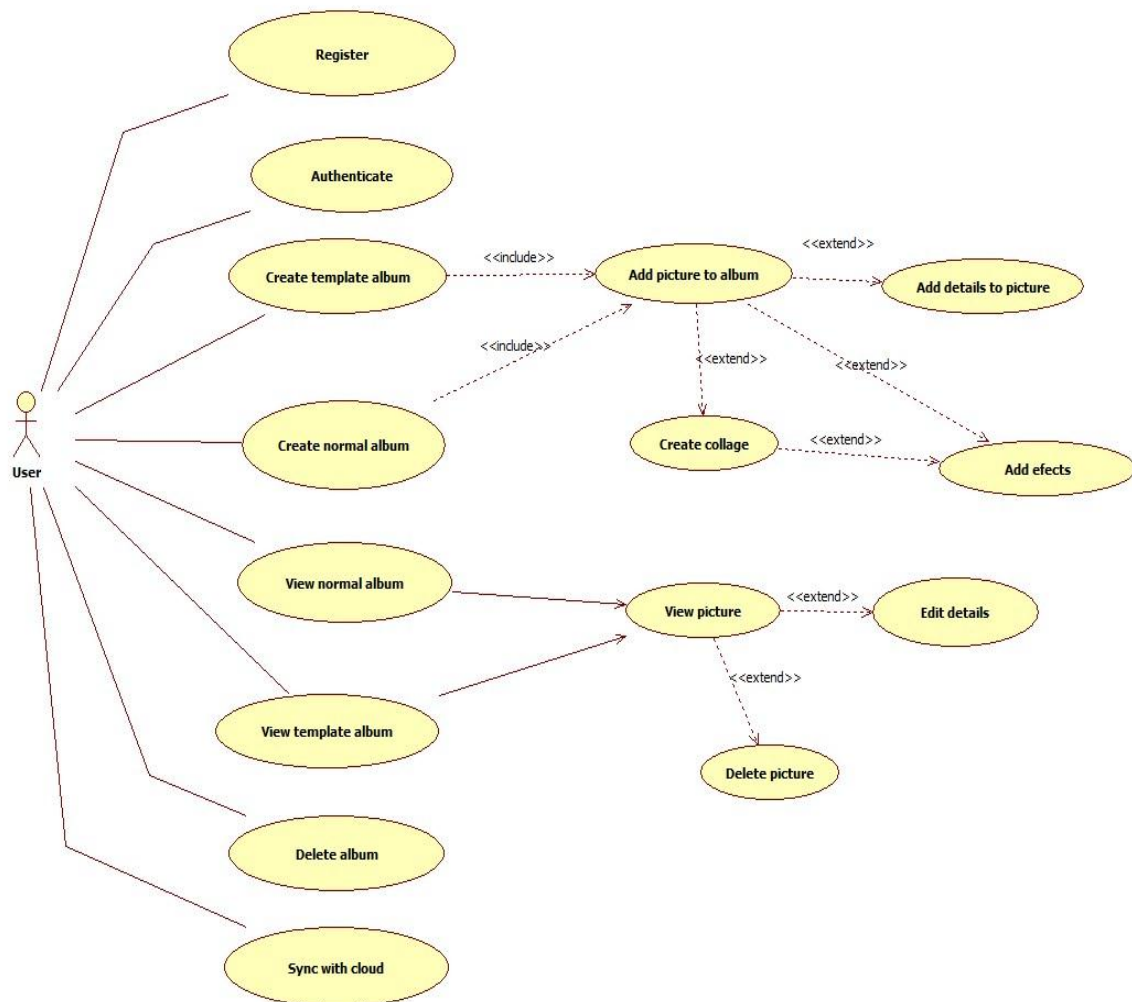 Register
Authenticate
Create template album
<<include>>
Add picture to album
<<extend>>
Add details to picture
<<include>>
<<extend>>
<<extend>>
Create normal album
Create collage
<<extend>>
Add efects
User
View normal album
View picture
<<extend>>
Edit details
<<extend>>
View template album
Delete picture
Delete album
Sync with cloud